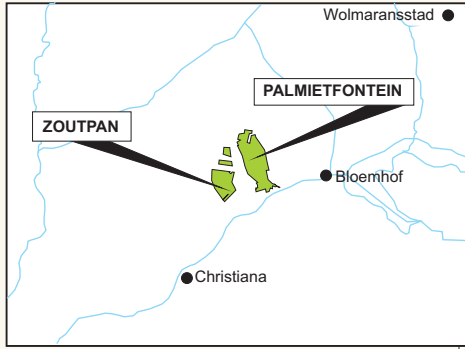 Wolmaransstad
PALMIETFONTEIN
ZOUTPAN
Bloemhof
Christiana